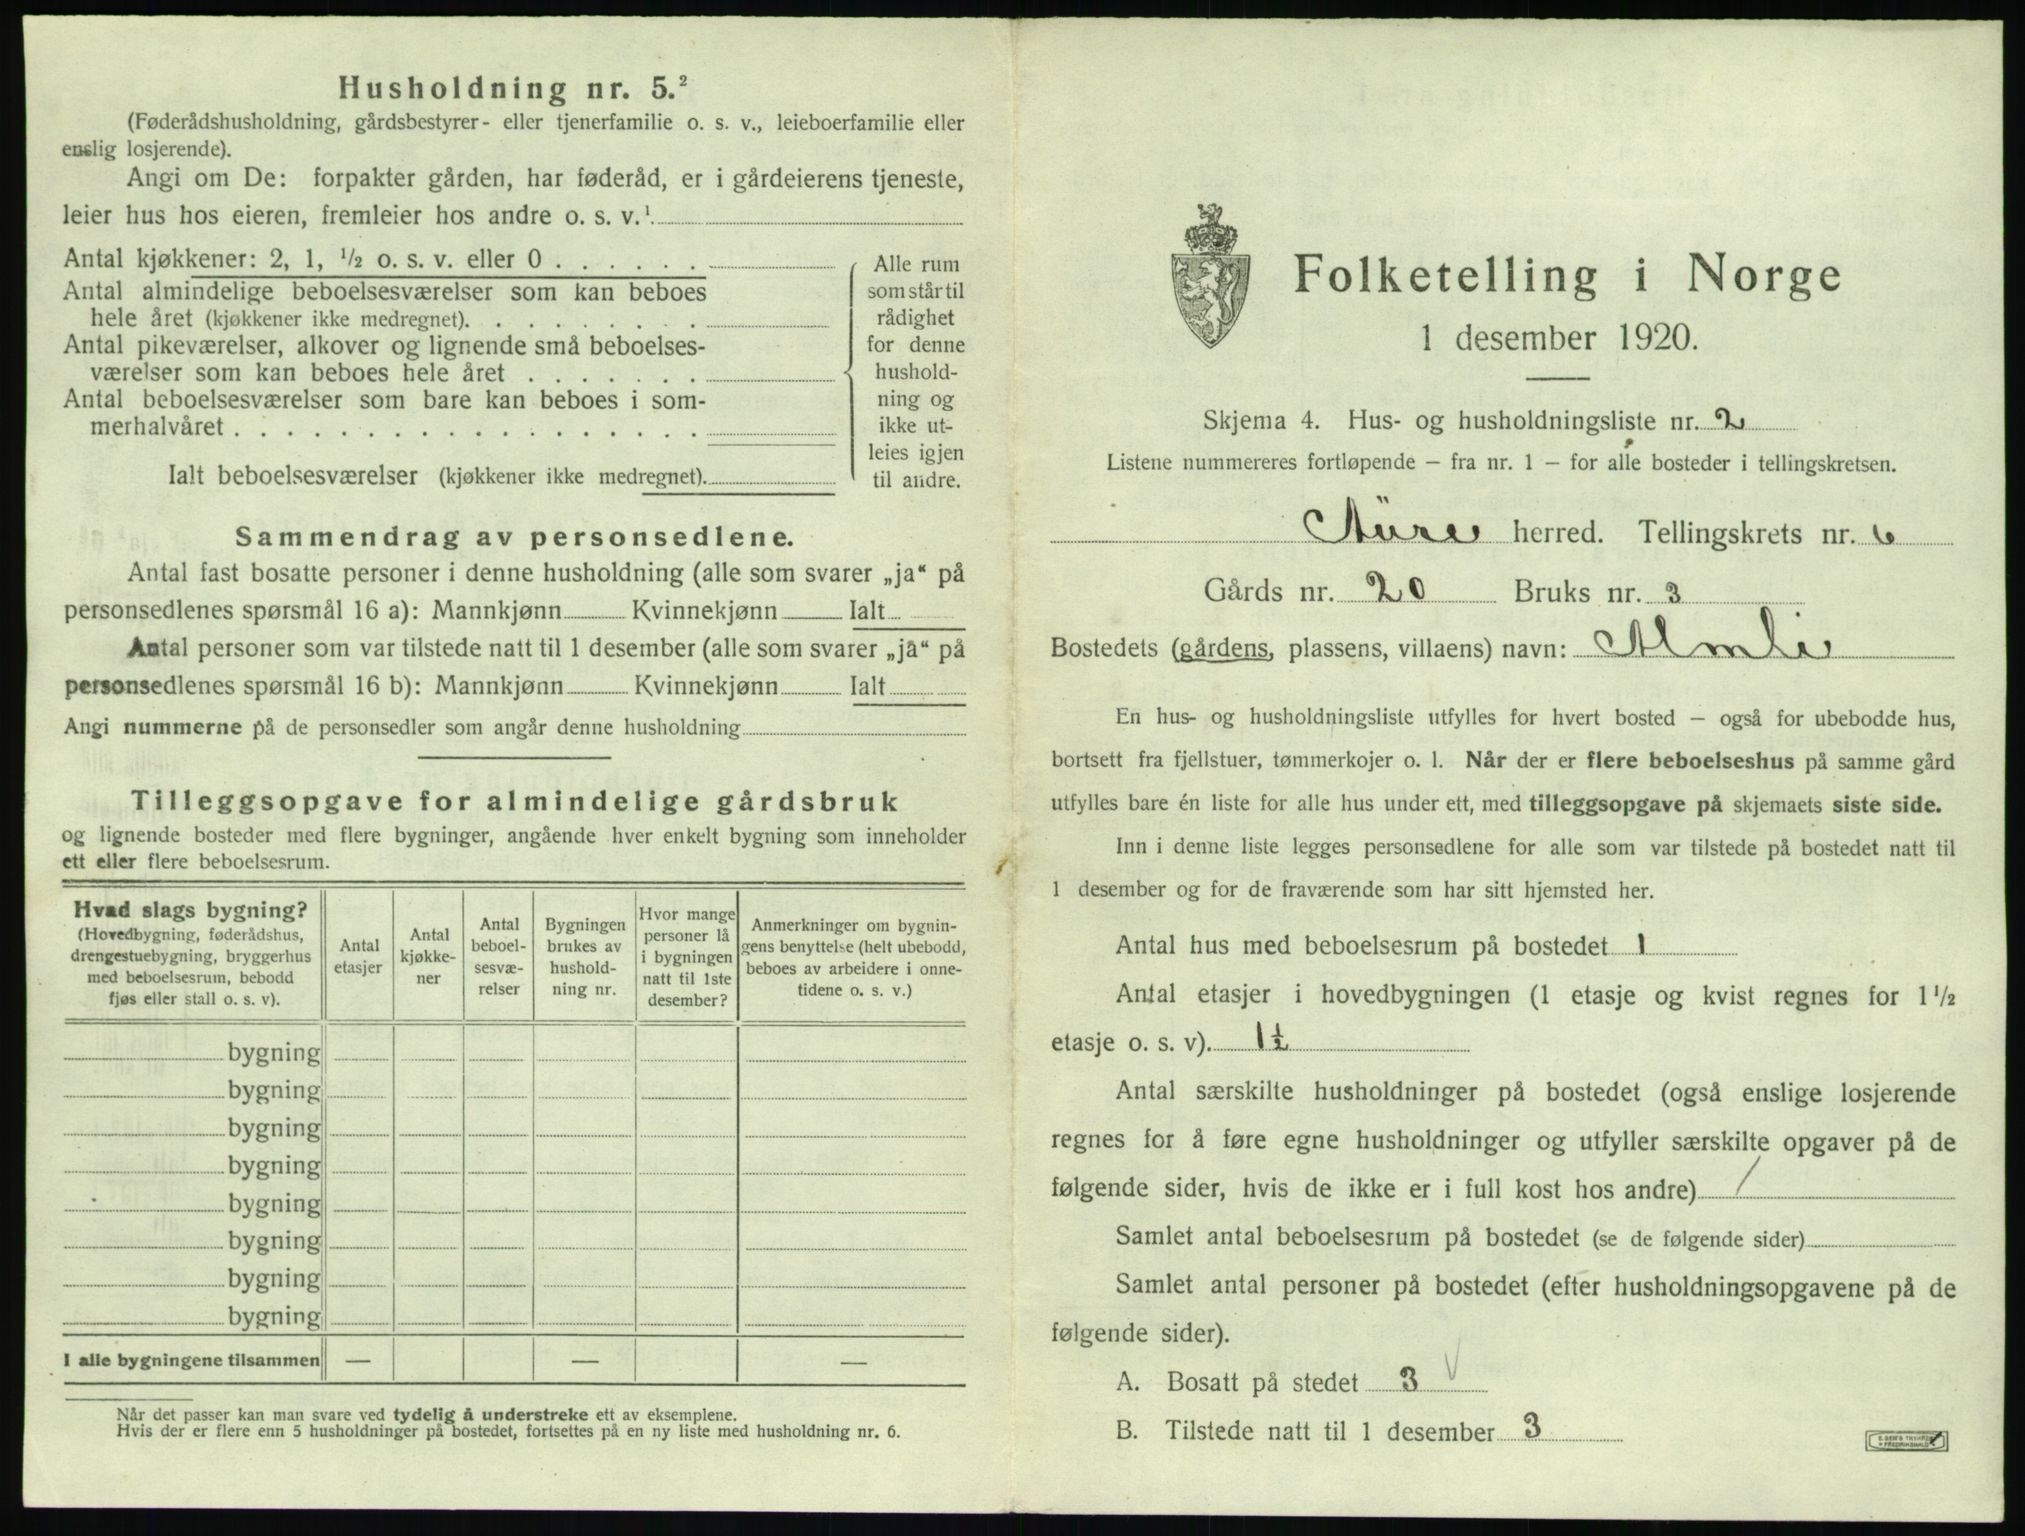 Husholdning nr. 5.²
(Føderådshusholdning, gårdsbestyrer- eller tjenerfamilie o. s. v., leieboerfamilie eller
enslig losjerende).
Angi om De: forpakter gården, har føderåd, er i gårdeierens tjeneste,
leier hus hos eieren, fremleier hos andre o. s. v.¹
Antal kjøkkener: 2, 1, ½ o. s. v. eller 0 . . . . . .
Antal almindelige beboelsesværelser som kan beboes
hele året (kjøkkener ikke medregnet). . . . . . . . .
Antal pikeværelser, alkover og lignende små beboelses-
værelser som kan beboes hele året . . . . . . .
Antal beboelsesværelser som bare kan beboes i som-
merhalvåret . . . . . . . . . . . . . . . . . .
Ialt beboelsesværelser (kjøkkener ikke medregnet).
Alle rum
som står til
rådighet
for denne
hushold-
ning og
ikke ut-
leies igjen
til andre.
Sammendrag av personsedlene.
Antal fast bosatte personer i denne husholdning (alle som svarer „ja“ på
personsedlenes spørsmål 16 a): Mannkjønn Kvinnekjønn Ialt
Antal personer som var tilstede natt til 1 desember (alle som svarer „ja“ på
personsedlenes spørsmål 16 b): Mannkjønn Kvinnekjønn Ialt
Angi nummerne på de personsedler som angår denne husholdning
Tilleggsopgave for almindelige gårdsbruk
og lignende bosteder med flere bygninger, angående hver enkelt bygning som inneholder
ett eller flere beboelsesrum.
Hvad slags bygning?
(Hovedbygning, føderådshus,
drengestuebygning, bryggerhus
med beboelsesrum, bebodd
fjøs eller stall o. s. v).
Antal
etasjer
Antal
kjøkke-
ner
Antal
beboel-
sesvæ-
relser
Bygningen
brukes av
hushold-
ning nr.
Hvor mange
personer lå
i bygningen
natt til 1ste
desember?
Anmerkninger om bygnin-
gens benyttelse (helt ubebodd,
beboes av arbeidere i onne-
tidene o. s. v.)
bygning
bygning
bygning
bygning
bygning
bygning
bygning
bygning
I alle bygningene tilsammen — — —
Når det passer kan man svare ved tydelig å understreke ett av eksemplene.
Hvis der er flere enn 5 husholdninger på bostedet, fortsettes på en ny liste med husholdning nr. 6.
Folketelling i Norge
1 desember 1920.
Skjema 4. Hus- og husholdningsliste nr. 2
Listene nummereres fortløpende – fra nr. 1 – for alle bosteder i tellingskretsen.
Aure herred. Tellingskrets nr. 6
Gårds nr. 20 Bruks nr. 3
Bostedets (gårdens, plassens, villaens) navn: Almli
En hus- og husholdningsliste utfylles for hvert bosted – også for ubebodde hus,
bortsett fra fjellstuer, tømmerkojer o. l. Når der er flere beboelseshus på samme gård
utfylles bare én liste for alle hus under ett, med tilleggsopgave på skjemaets siste side.
Inn i denne liste legges personsedlene for alle som var tilstede på bostedet natt til
1 desember og for de fraværende som har sitt hjemsted her.
Antal hus med beboelsesrum på bostedet 1
Antal etasjer i hovedbygningen (1 etasje og kvist regnes for 1½
etasje o. s. v). 1½
Antal særskilte husholdninger på bostedet (også enslige losjerende
regnes for å føre egne husholdninger og utfyller særskilte opgaver på de
følgende sider, hvis de ikke er i full kost hos andre) /
Samlet antal beboelsesrum på bostedet (se de følgende sider)
Samlet antal personer på bostedet (efter husholdningsopgavene på de
følgende sider).
A. Bosatt på stedet 3 V
B. Tilstede natt til 1 desember 3